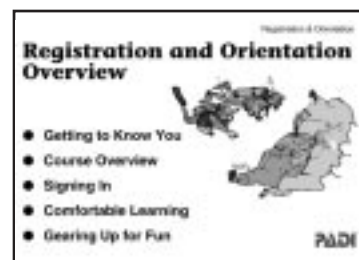 Registration & Orientation
Registration and Orientation
Overview
● Getting to Know You
● Course Overview
● Signing In
● Comfortable Learning
● Gearing Up for Fun
PADI